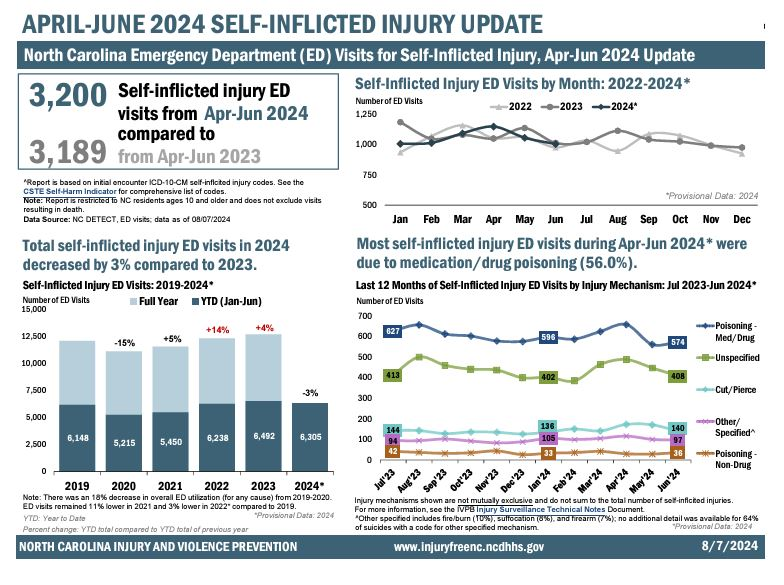 APRIL-JUNE 2024 SELF-INFLICTED INJURY UPDATE
North Carolina Emergency Department (ED) Visits for Self-Inflicted Injury, Apr-Jun 2024 Update
3,200
Self-inflicted injury ED
visits from Apr-Jun 2024
compared to
3,189
from Apr-Jun 2023
^Report is based on initial encounter ICD-10-CM self-inflcited injury codes. See the
CSTE Self-Harm Indicator for comprehensive list of codes.
Note: Report is restricted to NC residents ages 10 and older and does not exclude visits
resulting in death.
Data Source: NC DETECT, ED visits; data as of 08/07/2024
Self-Inflicted Injury ED Visits by Month: 2022-2024*
Number of ED Visits
2022 2023 2024*
1,250
1,000
750
500
*Provisional Data: 2024
Jan Feb Mar Apr May Jun Jul Aug Sep Oct Nov Dec
Total self-inflicted injury ED visits in 2024
decreased by 3% compared to 2023.
Self-Inflicted Injury ED Visits: 2019-2024*
Number of ED Visits
Full Year YTD (Jan-Jun)
15,000
12,500
10,000
7,500
5,000
2,500
0
-15% +5% +14% +4% -3%
6,148 5,215 5,450 6,238 6,492 6,305
2019 2020 2021 2022 2023 2024*
Note: There was an 18% decrease in overall ED utilization (for any cause) from 2019-2020.
ED visits remained 11% lower in 2021 and 3% lower in 2022* compared to 2019.
YTD: Year to Date
*Provisional Data: 2024
Percent change: YTD total compared to YTD total of previous year
Most self-inflicted injury ED visits during Apr-Jun 2024* were
due to medication/drug poisoning (56.0%).
Last 12 Months of Self-Inflicted Injury ED Visits by Injury Mechanism: Jul 2023-Jun 2024*
Number of ED Visits
700
600
500
400
300
200
100
0
627 596 574
413 402 408
144 136 140
94 105 97
42 33 36
Poisoning -
Med/Drug
Unspecified
Cut/Pierce
Other/
Specified^
Poisoning -
Non-Drug
Jul'23 Aug'23 Sep'23 Oct'23 Nov'23 Dec'23 Jan'24 Feb'24 Mar'24 Apr'24 May'24 Jun'24
Injury mechanisms shown are not mutually exclusive and do not sum to the total number of self-inflicted injuries.
For more information, see the IVPB Injury Surveillance Technical Notes Document.
^Other specified includes fire/burn (10%), suffocation (8%), and firearm (7%); no additional detail was available for 64%
of suicides with a code for other specified mechanism.
*Provisional Data: 2024
NORTH CAROLINA INJURY AND VIOLENCE PREVENTION
www.injuryfreenc.ncdhhs.gov
8/7/2024